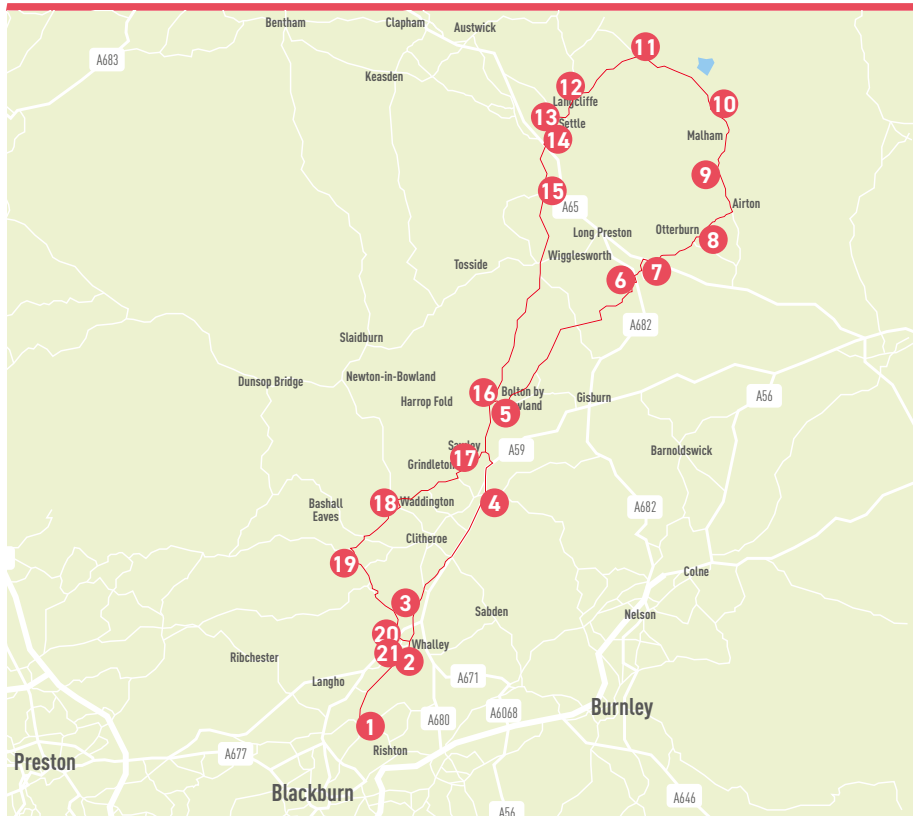 Bentham
Clapham
Austwick
A683
Keasden
11
12
Langcliffe
10
13
Settle
14
Malham
9
15
A65
Airton
Long Preston
Otterburn
8
Wigglesworth
Tosside
7
6
A682
Slaidburn
Newton-in-Bowland
Dunsop Bridge
16
Bolton by
Harrop Fold
5
Gisburn
A56
17
A59
Barnoldswick
Grindleton
18
Waddington
4
Bashall
Eaves
A682
Clitheroe
19
Colne
3
Sabden
Nelson
20
Whalley
21
2
Ribchester
Langho
A671
1
A680
A6068
Burnley
Rishton
A677
Preston
Blackburn
A646
A56